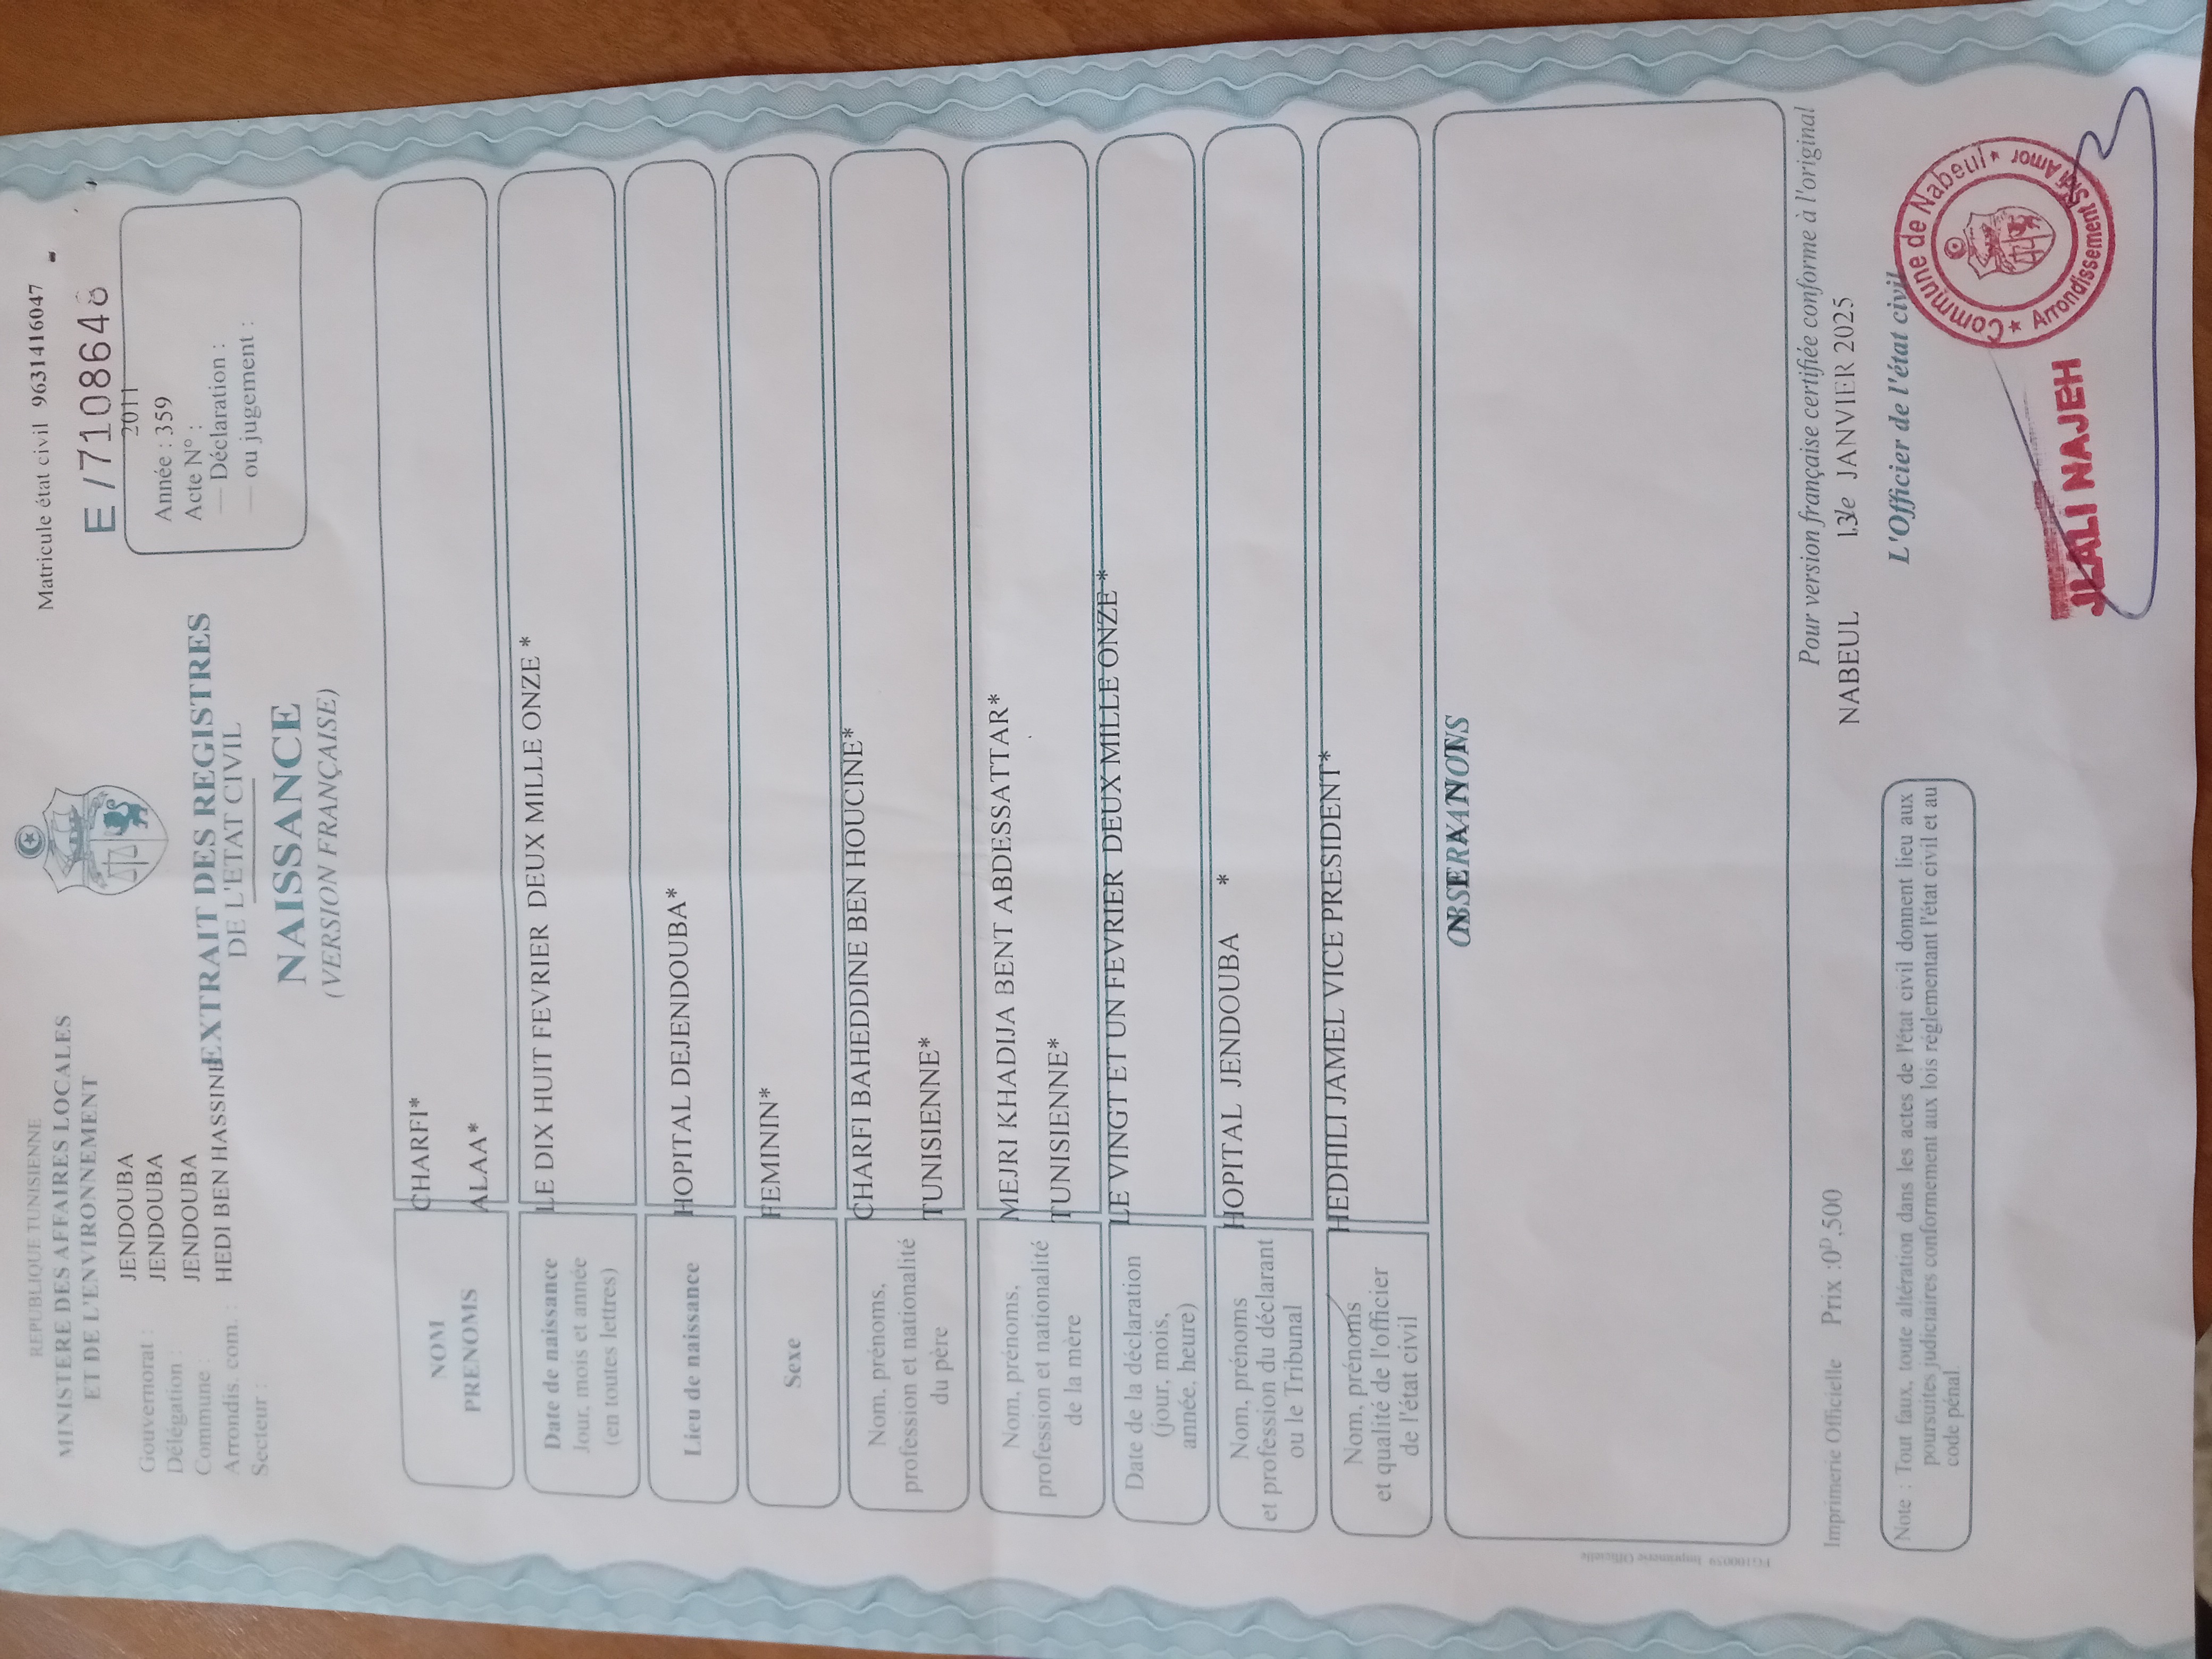 REPUBLIQUE TUNISIENNE
MINISTERE DES AFFAIRES LOCALES
ET DE L'ENVIRONNEMENT
Gouvernorat : JENDOUBA
Délégation : JENDOUBA
Commune : JENDOUBA
Arrondis. com. : HEDI BEN HASSINE
Secteur :
Matricule état civil 9631416047
E /710864
2011
Année : 359
Acte N° :
— Déclaration :
— ou jugement :
EXTRAIT DES REGISTRES
DE L'ETAT CIVIL
NAISSANCE
(VERSION FRANÇAISE)
NOM CHARFI*
PRENOMS ALAA*
Date de naissance
Jour, mois et année
(en toutes lettres)
LE DIX HUIT FEVRIER DEUX MILLE ONZE *
Lieu de naissance HOPITAL DEJENDOUBA*
Sexe FEMININ*
Nom, prénoms,
profession et nationalité
du père
CHARFI BAHEDDINE BEN HOUCINE*
TUNISIENNE*
Nom, prénoms,
profession et nationalité
de la mère
MEJRI KHADIJA BENT ABDESSATTAR*
TUNISIENNE*
Date de la déclaration
(jour, mois,
année, heure)
LE VINGT ET UN FEVRIER DEUX MILLE ONZE *
Nom, prénoms
et profession du déclarant
ou le Tribunal
HOPITAL JENDOUBA *
Nom, prénoms
et qualité de l'officier
de l'état civil
HEDHILI JAMEL VICE PRESIDENT*
OBSERVATIONS
FG100059 Imprimerie Officielle
Imprimerie Officielle Prix :0D,500
Pour version française certifiée conforme à l'original
NABEUL le 13 JANVIER 2025
L'Officier de l'état civil
Note : Tout faux, toute altération dans les actes de l'état civil donnent lieu aux
poursuites judiciaires conformement aux lois réglementant l'état civil et au
code pénal
Commune de Nabeul
Arrondissement Sidi Amor
JLALI NAJEH